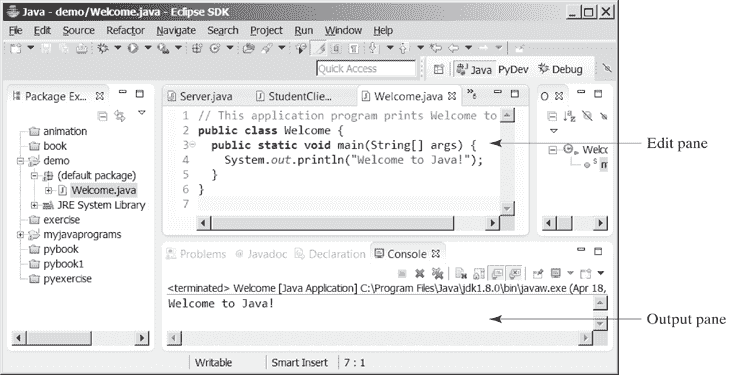 Java - demo/Welcome.java - Eclipse SDK
File Edit Source Refactor Navigate Search Project Run Window Help
Quick Access
Java PyDev Debug
Package Ex...
animation
book
demo
(default package)
Welcome.java
JRE System Library
exercise
myjavaprograms
pybook
pybook1
pyexercise
Server.java StudentClie... Welcome.java
1 // This application program prints Welcome to
2 public class Welcome {
3 public static void main(String[] args) {
4 System.out.println("Welcome to Java!");
5 }
6 }
7
O
Welco
Edit pane
Problems @ Javadoc Declaration Console
<terminated> Welcome [Java Application] C:\Program Files\Java\jdk1.8.0\bin\javaw.exe (Apr 18,
Welcome to Java!
Output pane
Writable Smart Insert 7 : 1